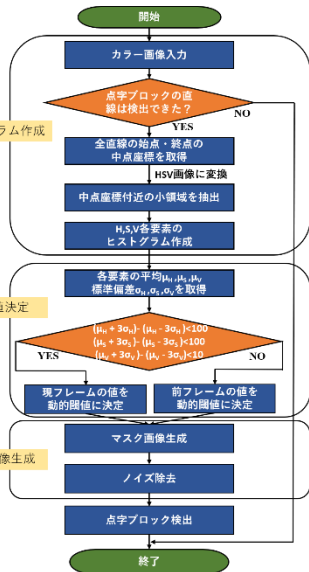 開始
カラー画像入力
点字ブロックの直
線は検出できた？
NO
YES
ラム作成
全直線の始点・終点の
中点座標を取得
HSV画像に変換
中点座標付近の小領域を抽出
H,S,V各要素の
ヒストグラム作成
各要素の平均μH,μS,μV
標準偏差σH,σS,σVを取得
値決定
(μH + 3σH)- (μH - 3σH)<100
(μS + 3σS)- (μS - 3σS)<100
(μV + 3σV)- (μV - 3σV)<10
YES
NO
現フレームの値を
動的閾値に決定
前フレームの値を
動的閾値に決定
マスク画像生成
像生成
ノイズ除去
点字ブロック検出
終了